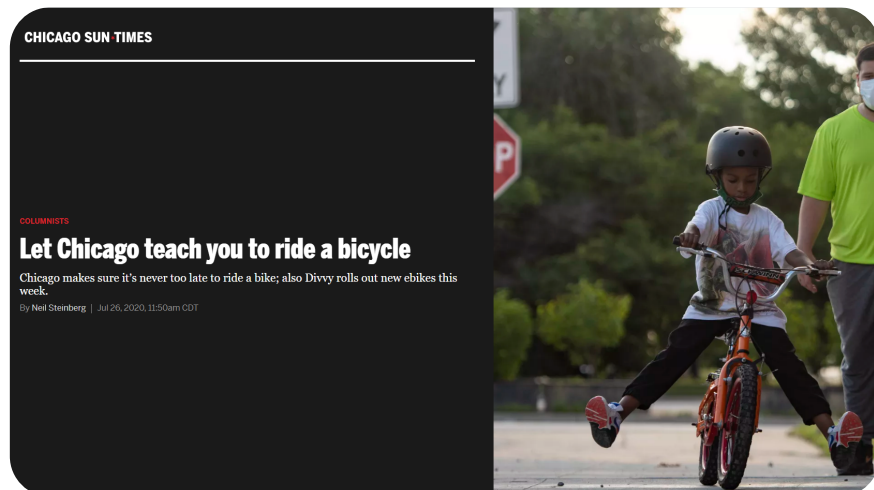 CHICAGO SUN-TIMES
COLUMNISTS
Let Chicago teach you to ride a bicycle
Chicago makes sure it's never too late to ride a bike; also Divvy rolls out new ebikes this
week.
By Neil Steinberg | Jul 26, 2020, 11:50am CDT
Y
P
SCHWINN